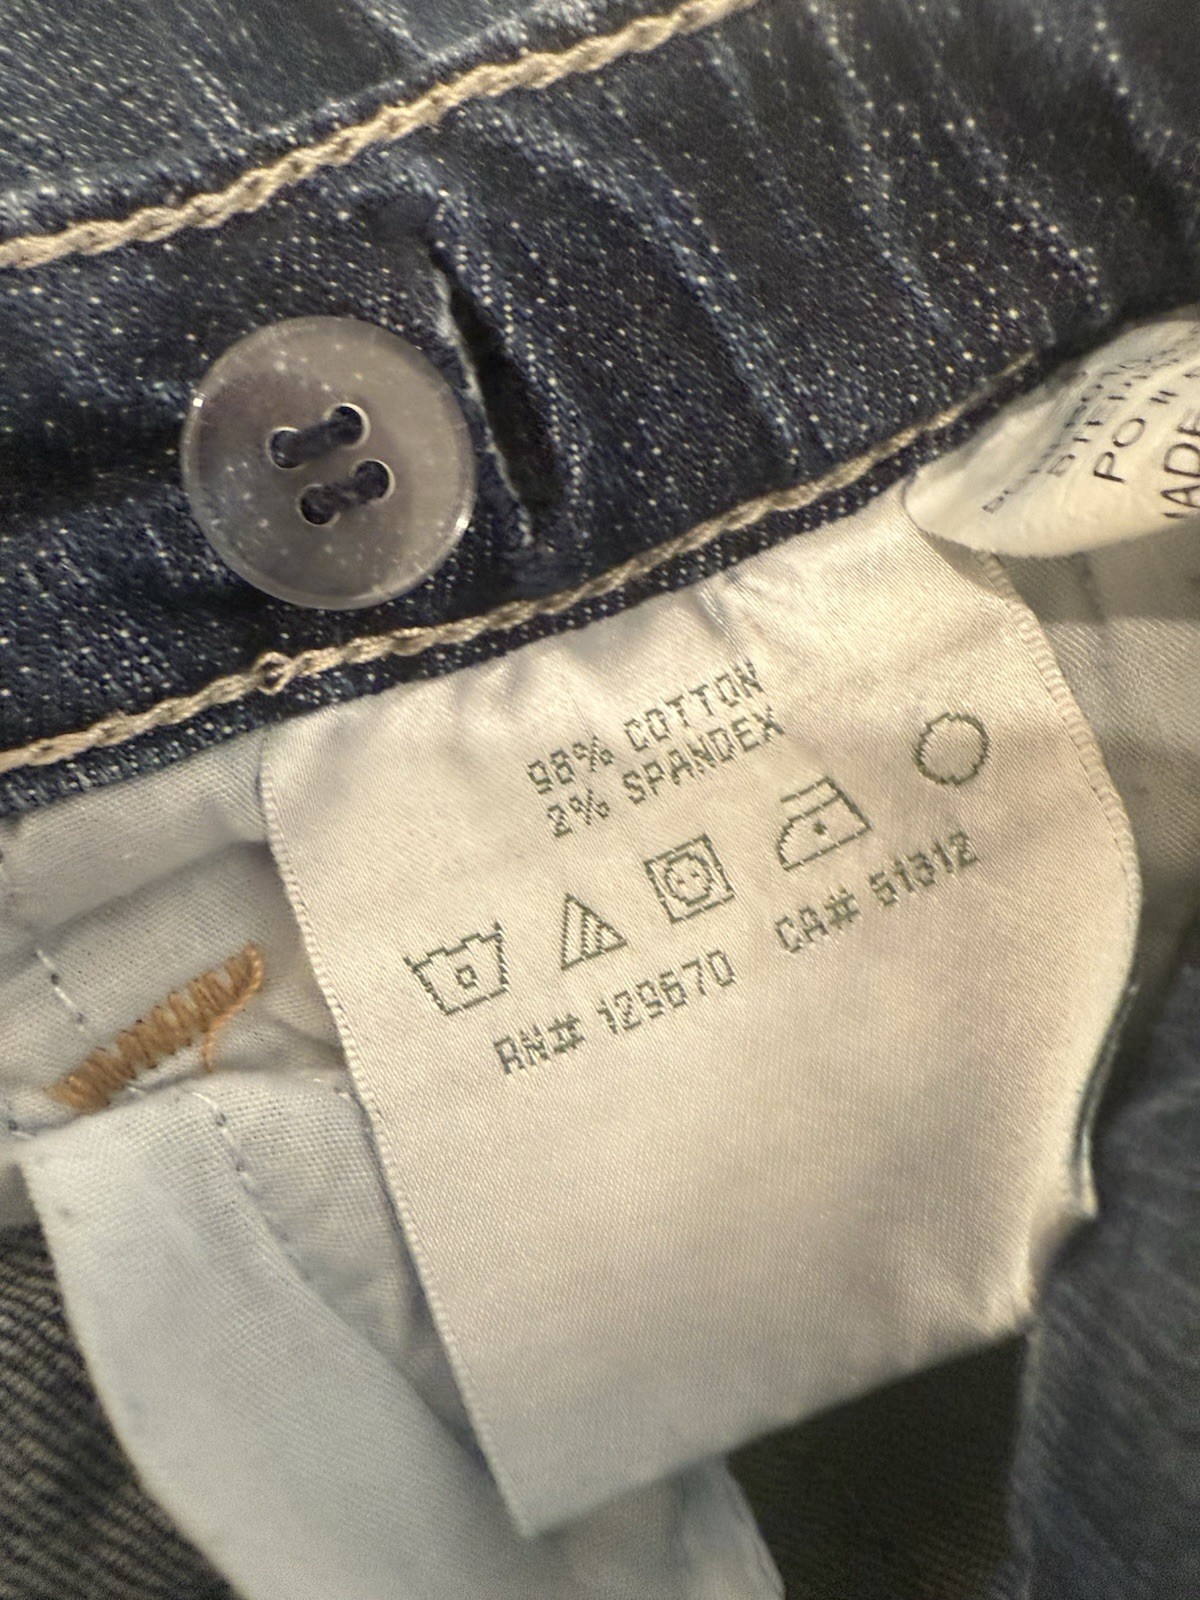 98% COTTON
2% SPANDEX
RN# 129670 CA# 51312
PO #